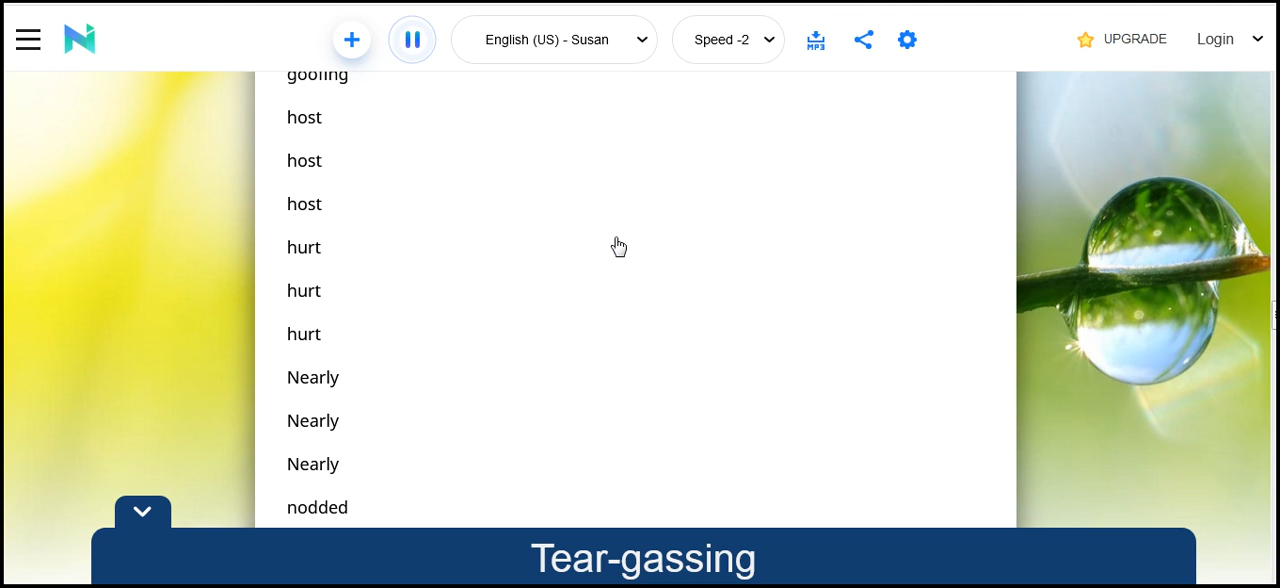 English (US) - Susan
Speed -2
MP3
UPGRADE
Login
goofing
host
host
host
hurt
hurt
hurt
Nearly
Nearly
Nearly
nodded
Tear-gassing